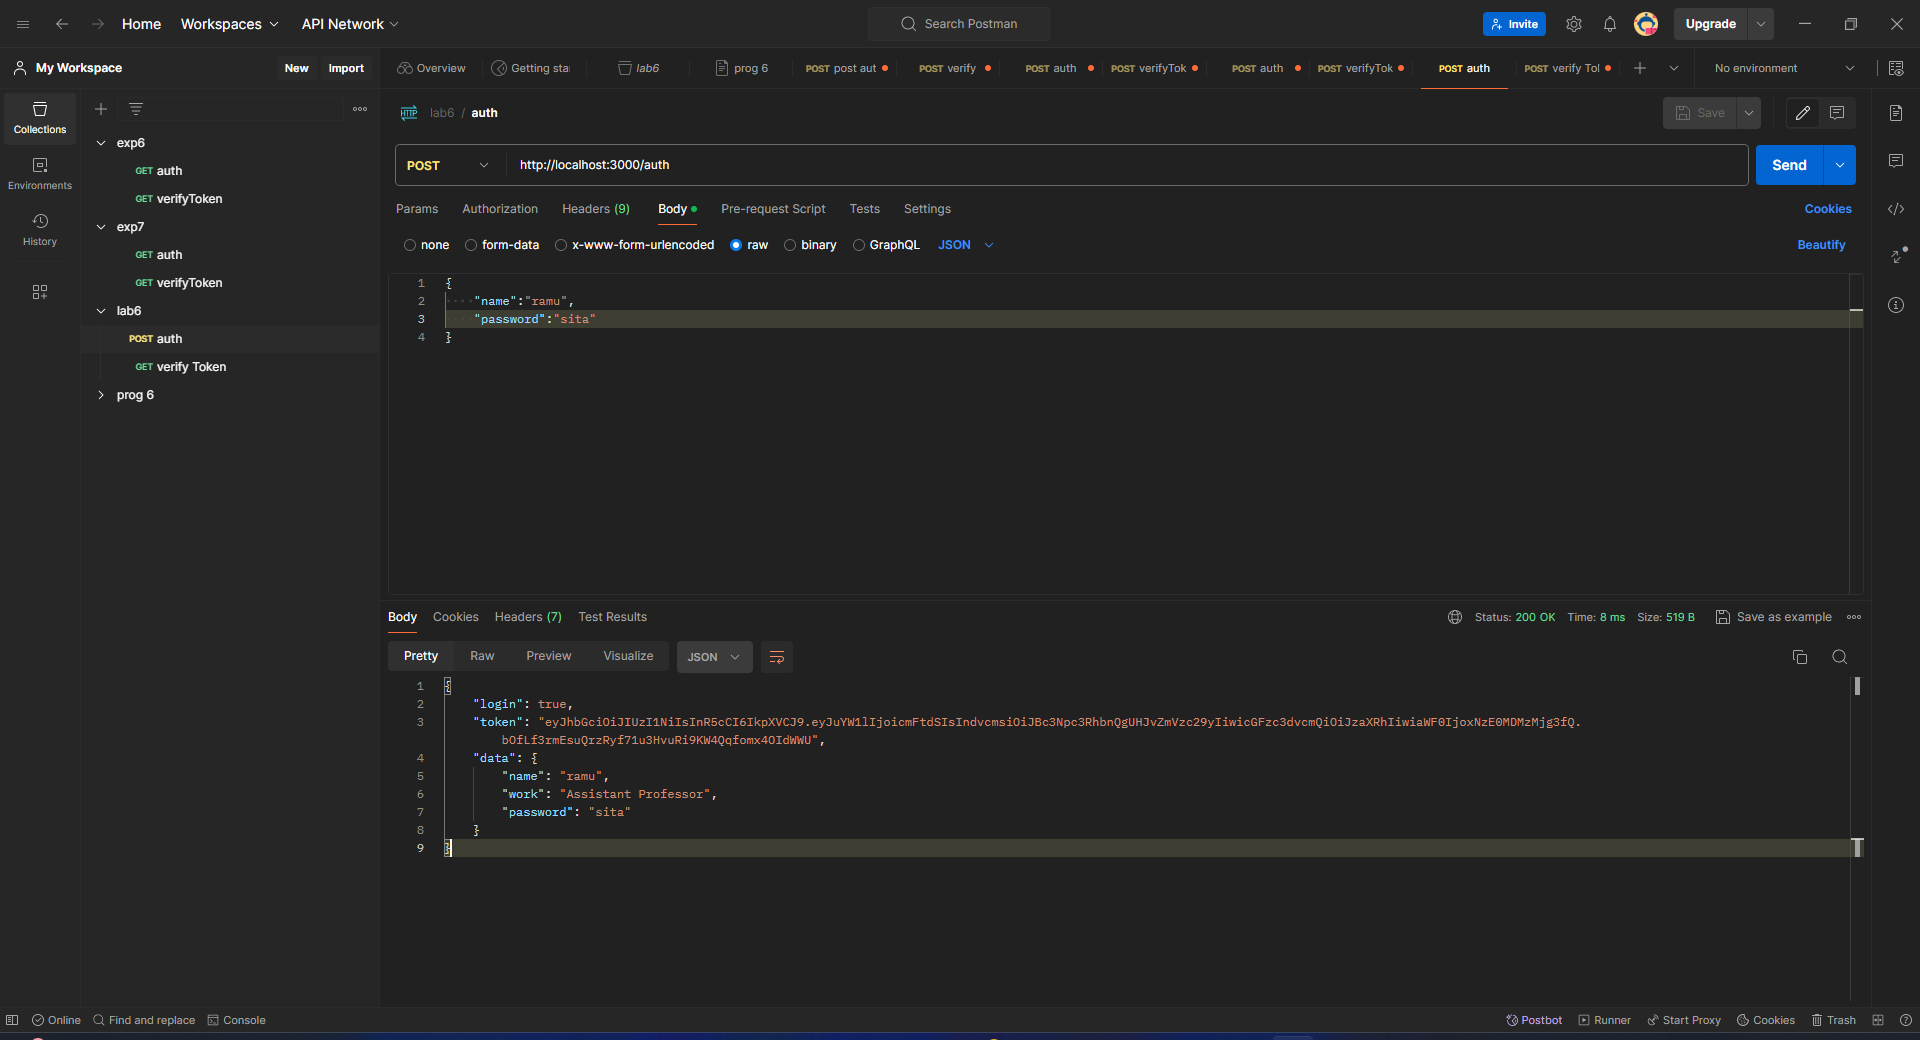 Home Workspaces API Network Search Postman Invite Upgrade
My Workspace New Import Overview Getting sta lab6 prog 6 POST post aut POST verify POST auth POST verifyTok POST auth POST verifyTok POST auth POST verify Tol No environment
Collections
Environments
History
exp6
GET auth
GET verifyToken
exp7
GET auth
GET verifyToken
lab6
POST auth
GET verify Token
prog 6
HTTP lab6 / auth Save
POST http://localhost:3000/auth Send
Params Authorization Headers (9) Body Pre-request Script Tests Settings Cookies
none form-data x-www-form-urlencoded raw binary GraphQL JSON Beautify
1 {
2 "name":"ramu",
3 "password":"sita"
4 }
Body Cookies Headers (7) Test Results Status: 200 OK Time: 8 ms Size: 519 B Save as example
Pretty Raw Preview Visualize JSON
1 {
2 "login": true,
3 "token": "eyJhbGciOiJIUzI1NiIsInR5cCI6IkpXVCJ9.eyJuYW1lIjoicmFtdSIsIndvcmsiOiJBc3Npc3RhbnQgUHJvZmVzc29yIiwicGFzc3dvcmQiOiJzaXRhIiwiaWF0IjoxNzE0MDMzMjg3fQ.
bOfLf3rmEsuQrzRyf71u3HvuRi9KW4Qqfomx4OIdWWU",
4 "data": {
5 "name": "ramu",
6 "work": "Assistant Professor",
7 "password": "sita"
8 }
9 }
Online Find and replace Console Postbot Runner Start Proxy Cookies Trash